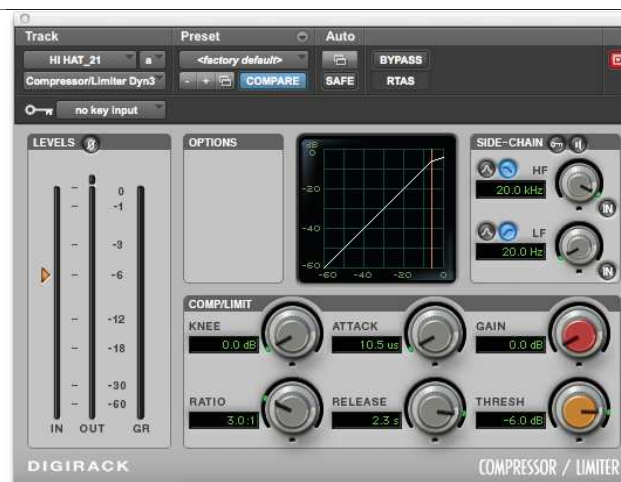 Track
Preset
Auto
HI HAT_21
a
<factory default>
BYPASS
Compressor/Limiter Dyn3
- +
COMPARE
SAFE
RTAS
no key input
LEVELS
OPTIONS
SIDE-CHAIN
dB
0
-20
-40
-60
-60 -40 -20 0
HF
20.0 kHz
IN
LF
20.0 Hz
IN
0
-1
-3
-6
-12
-18
-30
-60
IN OUT GR
COMP/LIMIT
KNEE
0.0 dB
ATTACK
10.5 us
GAIN
0.0 dB
RATIO
3.0:1
RELEASE
2.3 s
THRESH
-6.0 dB
DIGIRACK
COMPRESSOR / LIMITER